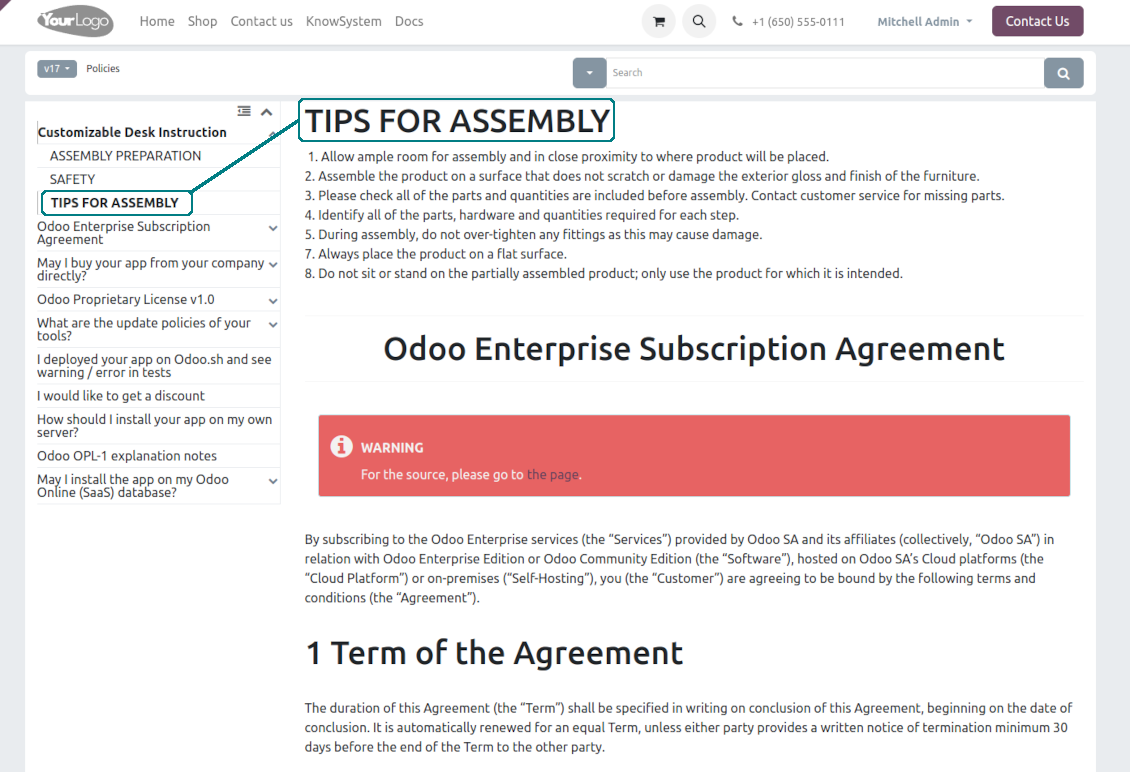 YourLogo
Home Shop Contact us KnowSystem Docs
+1 (650) 555-0111
Mitchell Admin
Contact Us
v17 Policies
Search
Customizable Desk Instruction
ASSEMBLY PREPARATION
SAFETY
TIPS FOR ASSEMBLY
Odoo Enterprise Subscription
Agreement
May I buy your app from your company
directly?
Odoo Proprietary License v1.0
What are the update policies of your
tools?
I deployed your app on Odoo.sh and see
warning / error in tests
I would like to get a discount
How should I install your app on my own
server?
Odoo OPL-1 explanation notes
May I install the app on my Odoo
Online (SaaS) database?
TIPS FOR ASSEMBLY
1. Allow ample room for assembly and in close proximity to where product will be placed.
2. Assemble the product on a surface that does not scratch or damage the exterior gloss and finish of the furniture.
3. Please check all of the parts and quantities are included before assembly. Contact customer service for missing parts.
4. Identify all of the parts, hardware and quantities required for each step.
5. During assembly, do not over-tighten any fittings as this may cause damage.
7. Always place the product on a flat surface.
8. Do not sit or stand on the partially assembled product; only use the product for which it is intended.
Odoo Enterprise Subscription Agreement
WARNING
For the source, please go to the page.
By subscribing to the Odoo Enterprise services (the “Services”) provided by Odoo SA and its affiliates (collectively, “Odoo SA”) in
relation with Odoo Enterprise Edition or Odoo Community Edition (the “Software”), hosted on Odoo SA’s Cloud platforms (the
“Cloud Platform”) or on-premises (“Self-Hosting”), you (the “Customer”) are agreeing to be bound by the following terms and
conditions (the “Agreement”).
1 Term of the Agreement
The duration of this Agreement (the “Term”) shall be specified in writing on conclusion of this Agreement, beginning on the date of
conclusion. It is automatically renewed for an equal Term, unless either party provides a written notice of termination minimum 30
days before the end of the Term to the other party.